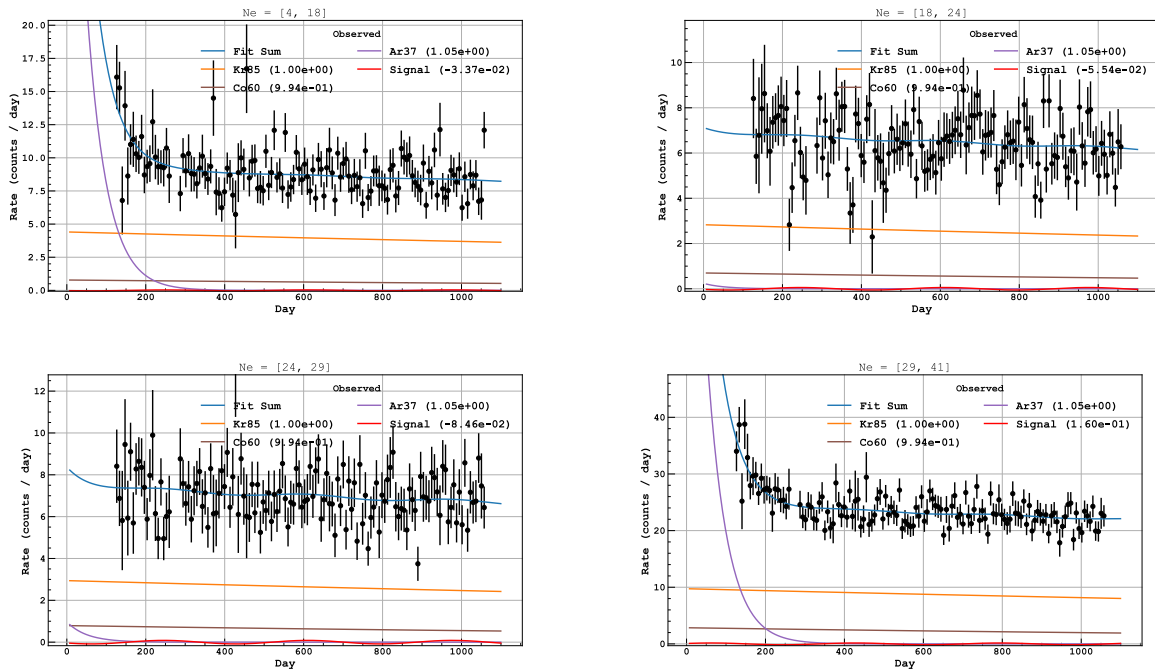 Ne = [4, 18]
Observed
Fit Sum
Kr85 (1.00e+00)
Co60 (9.94e-01)
Ar37 (1.05e+00)
Signal (-3.37e-02)
Rate (counts / day)
20.0
17.5
15.0
12.5
10.0
7.5
5.0
2.5
0.0
0 200 400 600 800 1000
Day
Ne = [18, 24]
Observed
Fit Sum
Kr85 (1.00e+00)
Co60 (9.94e-01)
Ar37 (1.05e+00)
Signal (-5.54e-02)
Rate (counts / day)
10
8
6
4
2
0
0 200 400 600 800 1000
Day
Ne = [24, 29]
Observed
Fit Sum
Kr85 (1.00e+00)
Co60 (9.94e-01)
Ar37 (1.05e+00)
Signal (-8.46e-02)
Rate (counts / day)
12
10
8
6
4
2
0
0 200 400 600 800 1000
Day
Ne = [29, 41]
Observed
Fit Sum
Kr85 (1.00e+00)
Co60 (9.94e-01)
Ar37 (1.05e+00)
Signal (1.60e-01)
Rate (counts / day)
40
30
20
10
0
0 200 400 600 800 1000
Day